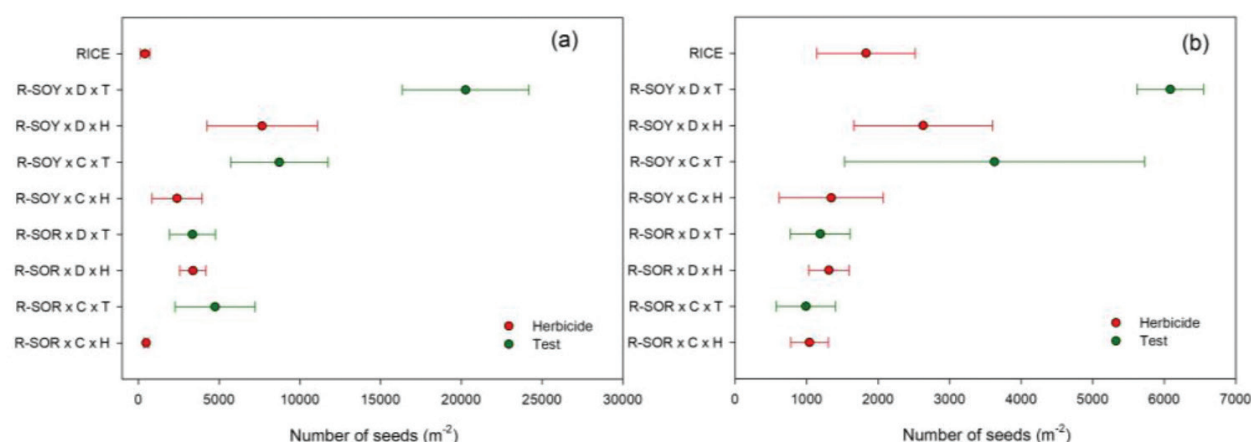 (a)
RICE
R-SOY x D x T
R-SOY x D x H
R-SOY x C x T
R-SOY x C x H
R-SOR x D x T
R-SOR x D x H
R-SOR x C x T
R-SOR x C x H
Herbicide
Test
0 5000 10000 15000 20000 25000 30000
Number of seeds (m⁻²)
(b)
RICE
R-SOY x D x T
R-SOY x D x H
R-SOY x C x T
R-SOY x C x H
R-SOR x D x T
R-SOR x D x H
R-SOR x C x T
R-SOR x C x H
Herbicide
Test
0 1000 2000 3000 4000 5000 6000 7000
Number of seeds (m⁻²)